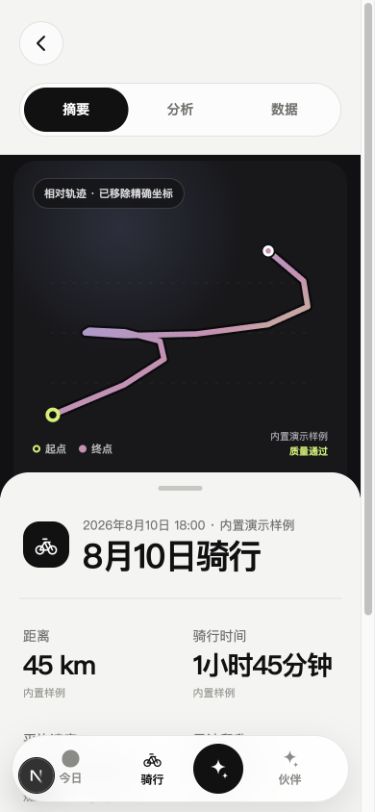 摘要
分析
数据
相对轨迹 · 已移除精确坐标
起点
终点
内置演示样例
质量通过
2026年8月10日 18:00 · 内置演示样例
8月10日骑行
距离
骑行时间
45 km
1小时45分钟
内置样例
内置样例
N
今日
骑行
伙伴